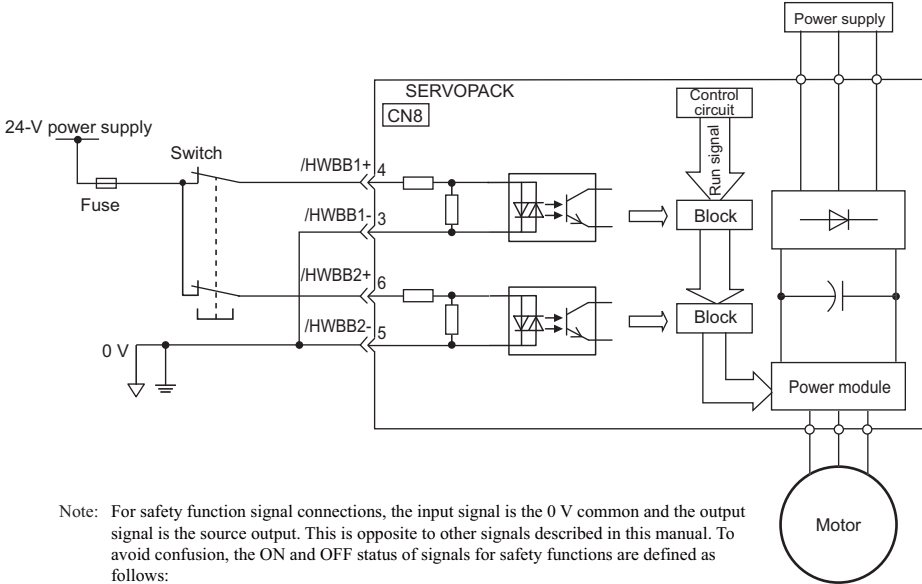 Power supply
SERVOPACK
CN8
Control
circuit
24-V power supply
Switch
Run signal
/HWBB1+
4
Fuse
/HWBB1-
3
Block
/HWBB2+
6
/HWBB2-
5
Block
0 V
Power module
Motor
Note: For safety function signal connections, the input signal is the 0 V common and the output
signal is the source output. This is opposite to other signals described in this manual. To
avoid confusion, the ON and OFF status of signals for safety functions are defined as
follows: